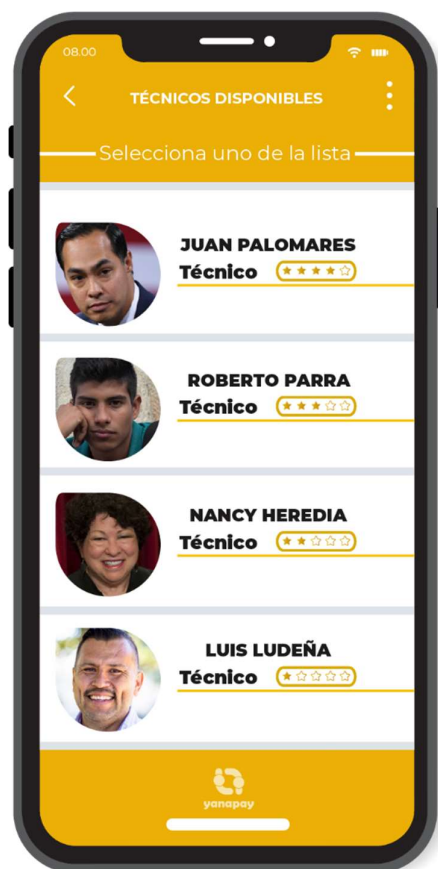 08.00
TÉCNICOS DISPONIBLES
Selecciona uno de la lista
JUAN PALOMARES
Técnico
ROBERTO PARRA
Técnico
NANCY HEREDIA
Técnico
LUIS LUDEÑA
Técnico
yanapay